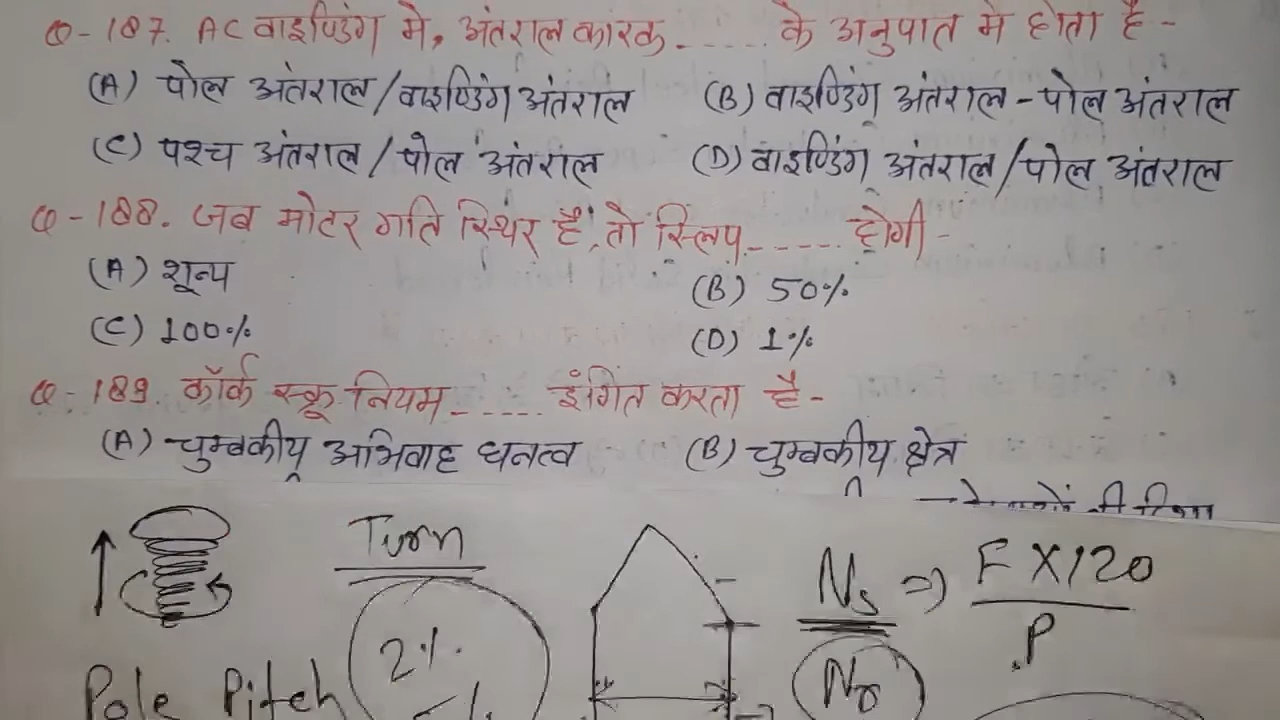 Q-187. AC वाइण्डिंग मे, अंतराल कारक ------ के अनुपात मे होता है -
(A) पोल अंतराल/वाइण्डिंग अंतराल (B) वाइण्डिंग अंतराल-पोल अंतराल
(C) पश्च अंतराल/पोल अंतराल (D) वाइण्डिंग अंतराल/पोल अंतराल
Q-188. जब मोटर गति स्थिर है, तो स्लिप ------ होगी -
(A) शून्य (B) 50%
(C) 100% (D) 1%
Q-189. कॉर्क स्क्रू नियम ------ इंगित करता है -
(A) चुम्बकीय अभिवाह घनत्व (B) चुम्बकीय क्षेत्र
Turn
Ns ⇒ F X 120
P
2%
Nr
Pole Pitch